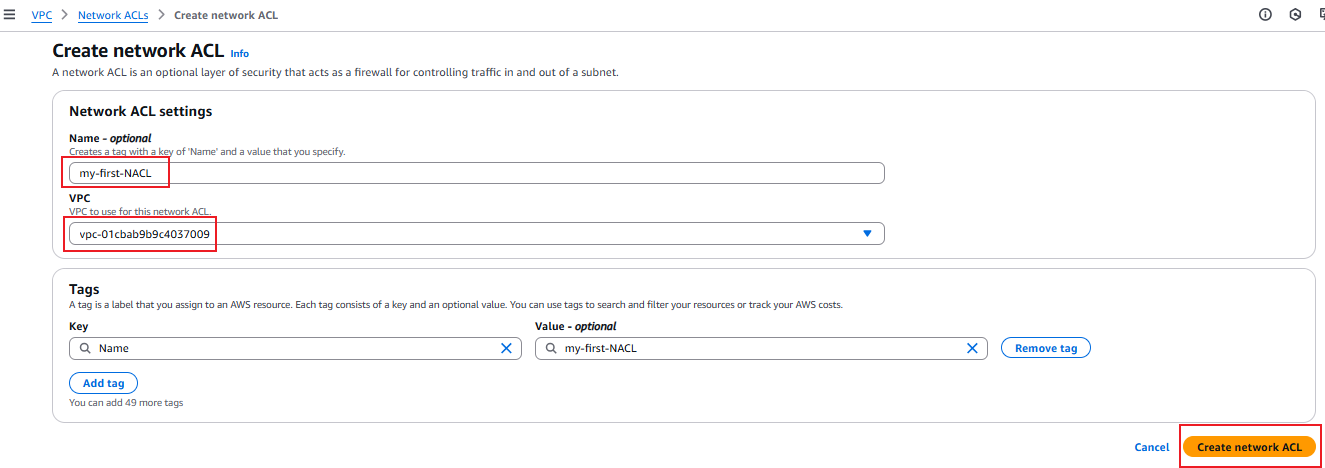 VPC > Network ACLs > Create network ACL
Create network ACL Info
A network ACL is an optional layer of security that acts as a firewall for controlling traffic in and out of a subnet.
Network ACL settings
Name - optional
Creates a tag with a key of 'Name' and a value that you specify.
my-first-NACL
VPC
VPC to use for this network ACL.
vpc-01cbab9b9c4037009
Tags
A tag is a label that you assign to an AWS resource. Each tag consists of a key and an optional value. You can use tags to search and filter your resources or track your AWS costs.
Key Value - optional
Name my-first-NACL Remove tag
Add tag
You can add 49 more tags
Cancel Create network ACL